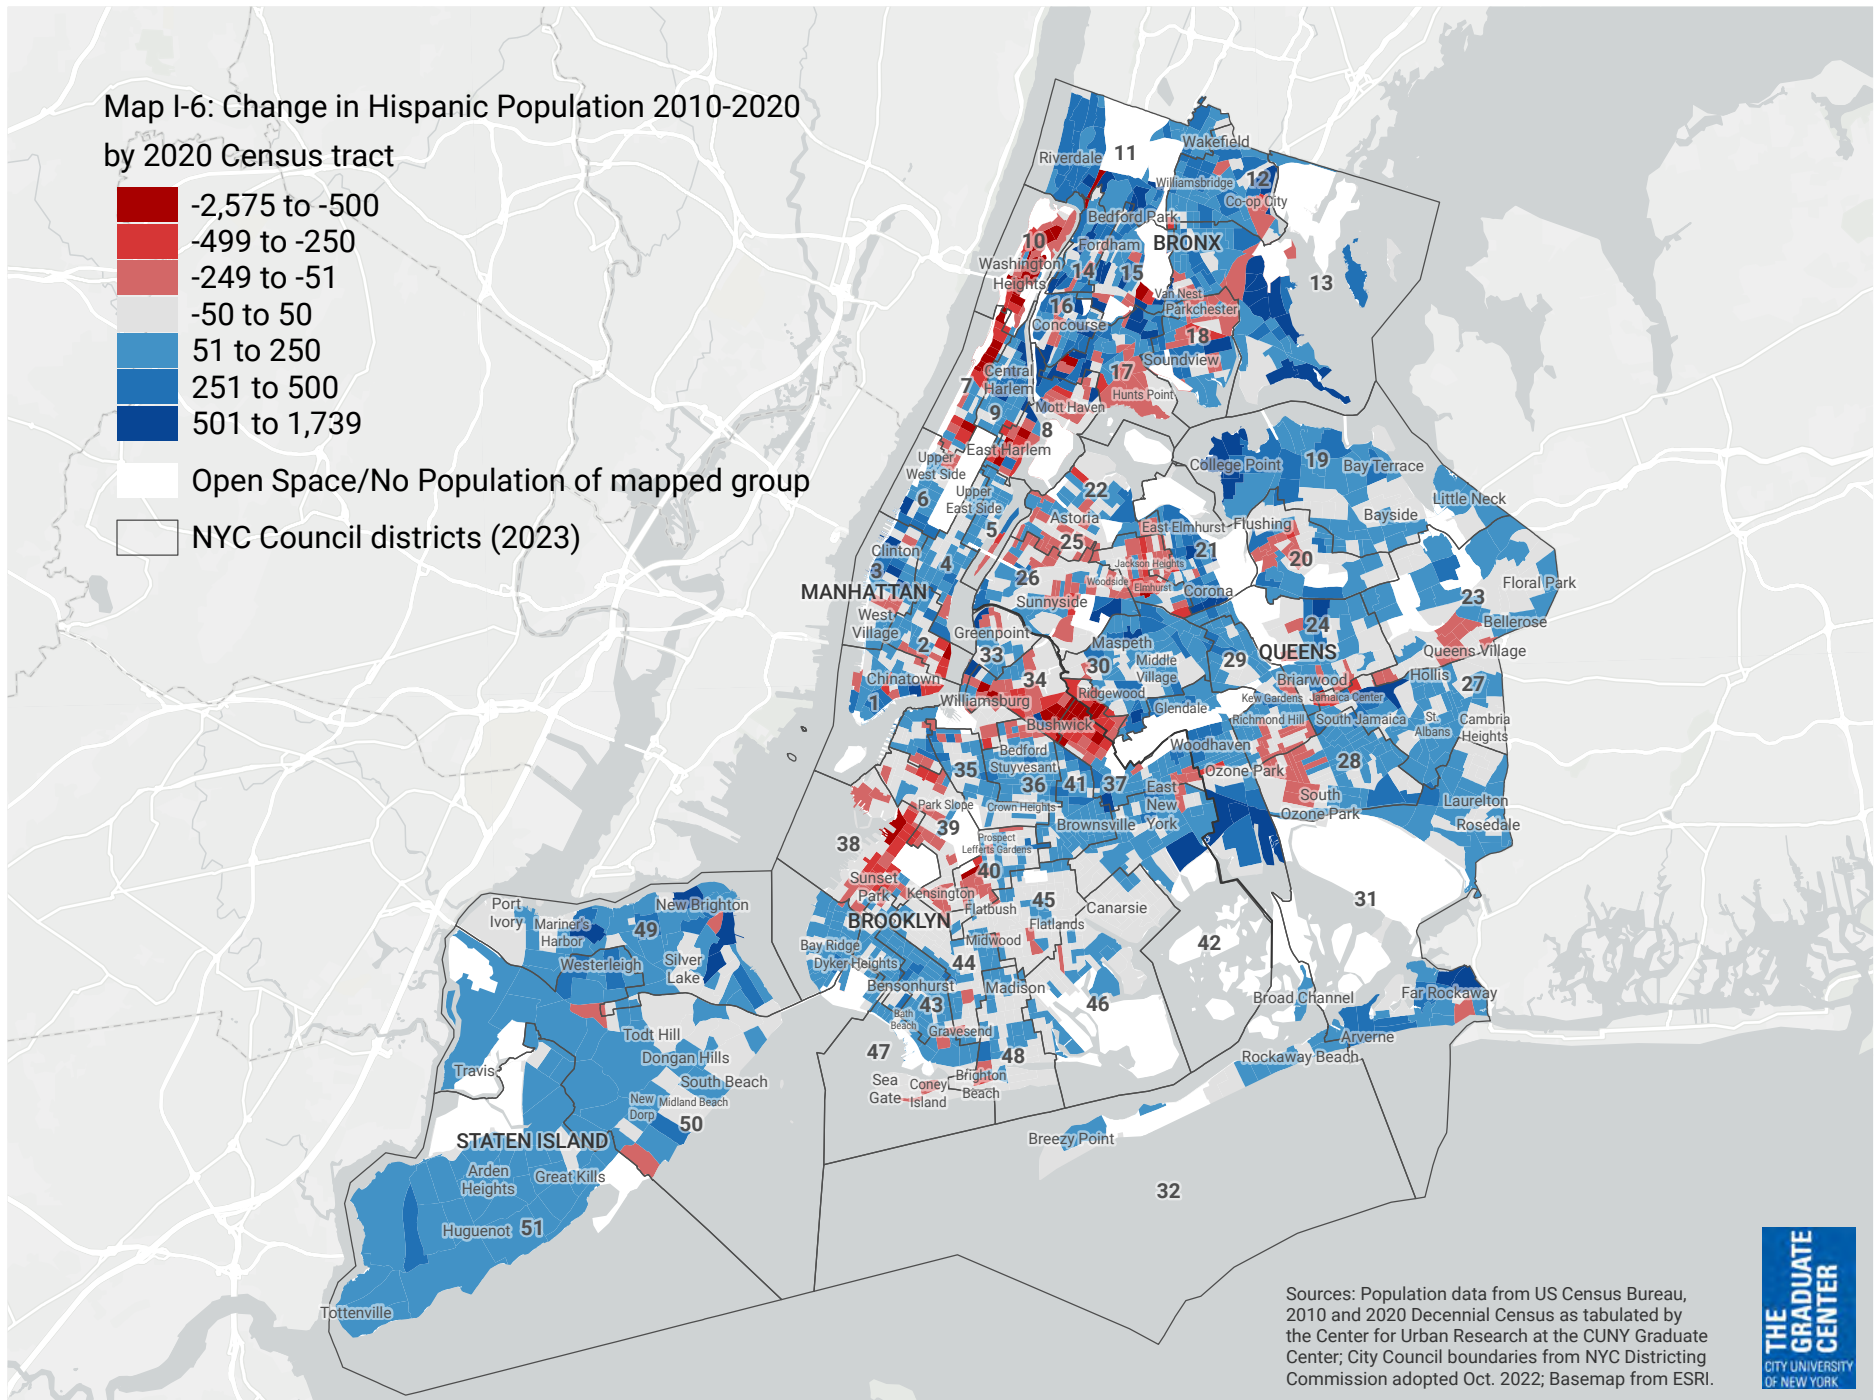 Map I-6: Change in Hispanic Population 2010-2020
by 2020 Census tract
-2,575 to -500
-499 to -250
-249 to -51
-50 to 50
51 to 250
251 to 500
501 to 1,739
Open Space/No Population of mapped group
NYC Council districts (2023)
Wakefield
11
Riverdale
Williamsbridge
12
Co-op City
Bedford Park
10
Fordham
BRONX
Washington
Heights
14
15
13
Van Nest
16
Parkchester
Concourse
18
Soundview
Central
Harlem
17
7
Hunts Point
Mott Haven
9
8
East Harlem
Upper
West Side
College Point
19
Bay Terrace
22
Upper
East Side
6
Little Neck
Astoria
Bayside
5
East Elmhurst
Flushing
25
Clinton
21
20
3
4
Jackson Heights
26
Woodside
Elmhurst
Corona
Floral Park
MANHATTAN
Sunnyside
23
West
Village
Greenpoint
24
Bellerose
2
33
Maspeth
QUEENS
Queens Village
30
Middle
Village
29
34
Chinatown
Briarwood
Hollis
27
Ridgewood
Kew Gardens
Jamaica Center
1
Williamsburg
Glendale
Richmond Hill
South Jamaica
St.
Albans
Cambria
Heights
Bushwick
Bedford
Stuyvesant
Woodhaven
28
35
36
41
37
Ozone Park
East
New
York
South
Ozone Park
Laurelton
Park Slope
Crown Heights
39
Brownsville
Rosedale
38
Prospect
Lefferts Gardens
40
Sunset
Park
Kensington
Flatbush
45
31
Canarsie
BROOKLYN
Flatlands
Port
Ivory
New Brighton
Mariner's
Harbor
49
Bay Ridge
Midwood
42
Westerleigh
Silver
Lake
Dyker Heights
44
Bensonhurst
Madison
Broad Channel
Far Rockaway
43
46
Bath
Beach
Gravesend
Todt Hill
Arverne
47
48
Dongan Hills
Rockaway Beach
Travis
South Beach
Sea
Gate
Coney
Island
Brighton
Beach
New
Dorp
Midland Beach
50
STATEN ISLAND
Breezy Point
Arden
Heights
Great Kills
32
Huguenot
51
Tottenville
Sources: Population data from US Census Bureau,
2010 and 2020 Decennial Census as tabulated by
the Center for Urban Research at the CUNY Graduate
Center; City Council boundaries from NYC Districting
Commission adopted Oct. 2022; Basemap from ESRI.
THE
GRADUATE
CENTER
CITY UNIVERSITY
OF NEW YORK